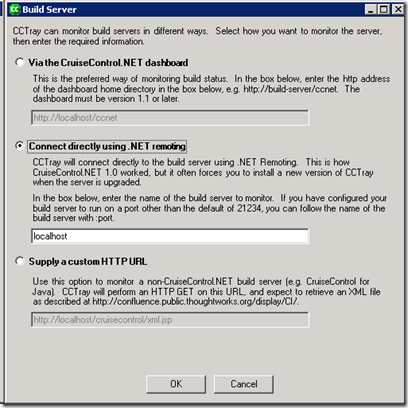 CC Build Server
CCTray can monitor build servers in different ways. Select how you want to monitor the server,
then enter the required information.
Via the CruiseControl.NET dashboard
This is the preferred way of monitoring build status. In the box below, enter the http address
of the dashboard home directory in the box below, e.g. http://build-server/ccnet. The
dashboard must be version 1.1 or later.
http://localhost/ccnet
Connect directly using .NET remoting
CCTray will connect directly to the build server using .NET Remoting. This is how
CruiseControl.NET 1.0 worked, but it often forces you to install a new version of CCTray
when the server is upgraded.
In the box below, enter the name of the build server to monitor. If you have configured your
build server to run on a port other than the default of 21234, you can follow the name of the
build server with :port.
localhost
Supply a custom HTTP URL
Use this option to monitor a non-CruiseControl.NET build server (e.g. CruiseControl for
Java). CCTray will perform an HTTP GET on this URL, and expect to retrieve an XML file
as described at http://confluence.public.thoughtworks.org/display/CI/.
http://localhost/cruisecontrol/xml.jsp
OK Cancel